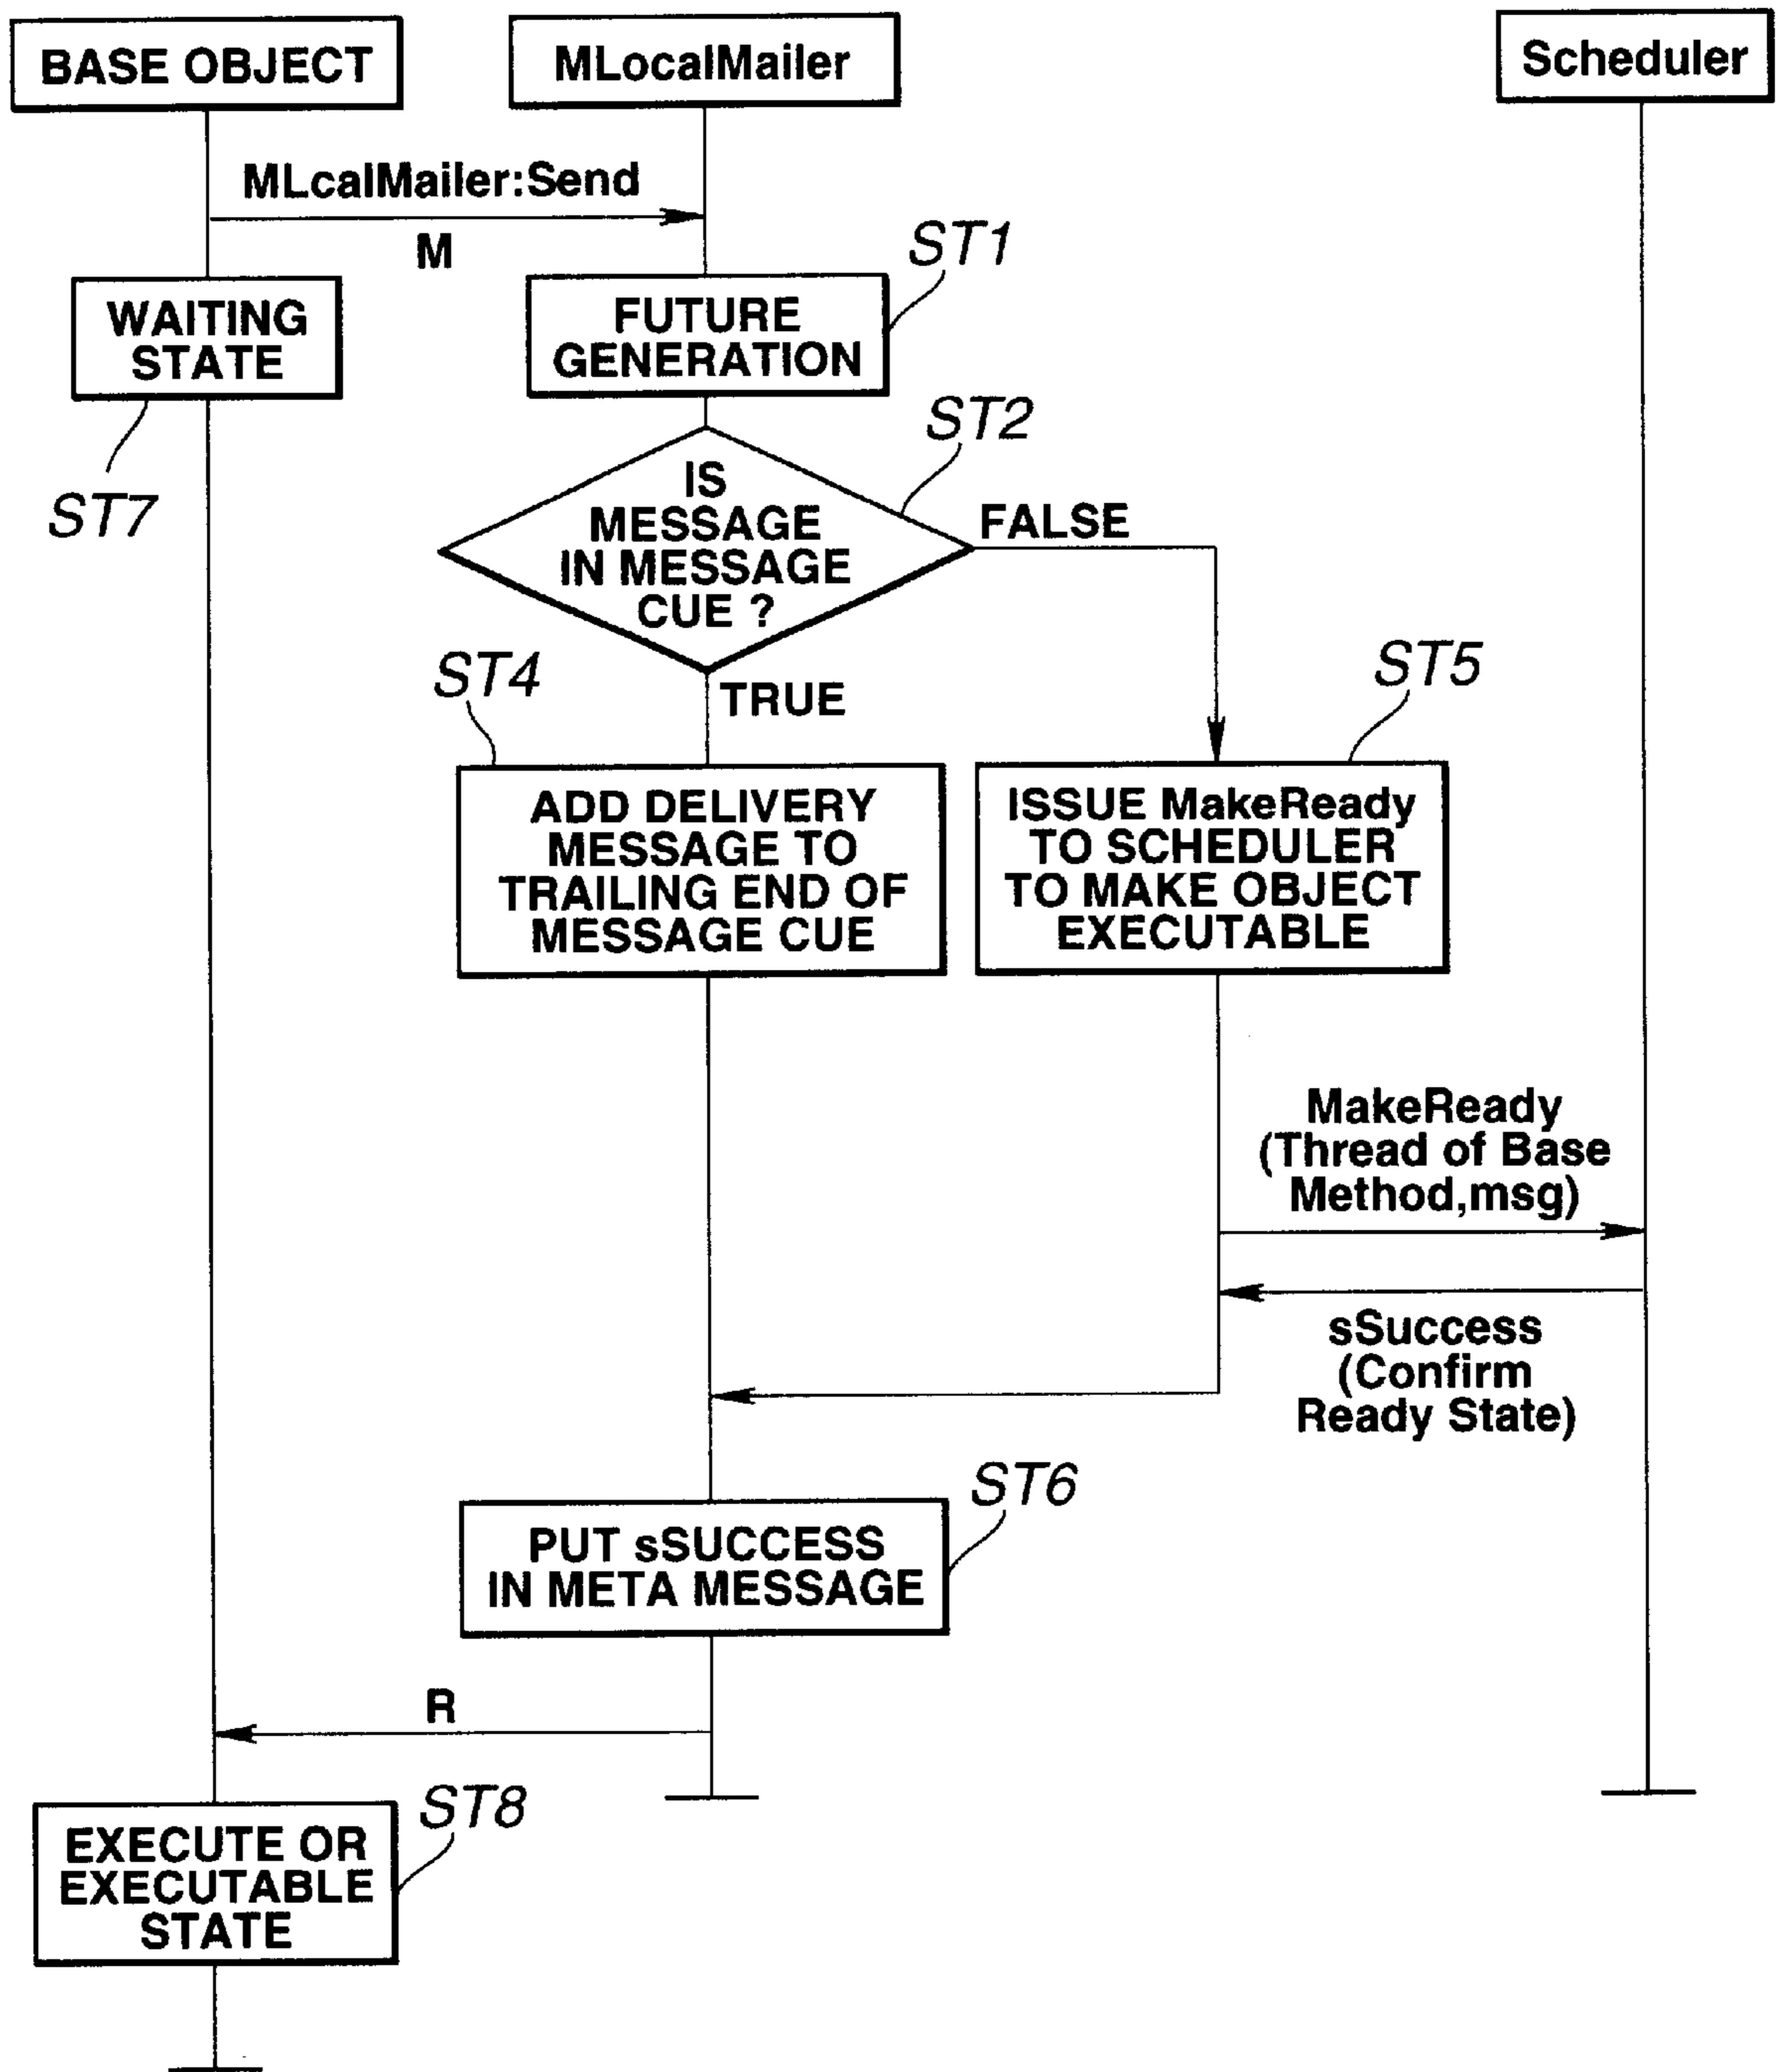 BASE OBJECT
MLocalMailer
Scheduler
MLcalMailer:Send
M
ST1
WAITING
STATE
FUTURE
GENERATION
ST7
ST2
IS
MESSAGE
IN MESSAGE
CUE ?
FALSE
TRUE
ST4
ST5
ADD DELIVERY
MESSAGE TO
TRAILING END OF
MESSAGE CUE
ISSUE MakeReady
TO SCHEDULER
TO MAKE OBJECT
EXECUTABLE
MakeReady
(Thread of Base
Method,msg)
sSuccess
(Confirm
Ready State)
ST6
PUT sSUCCESS
IN META MESSAGE
R
ST8
EXECUTE OR
EXECUTABLE
STATE